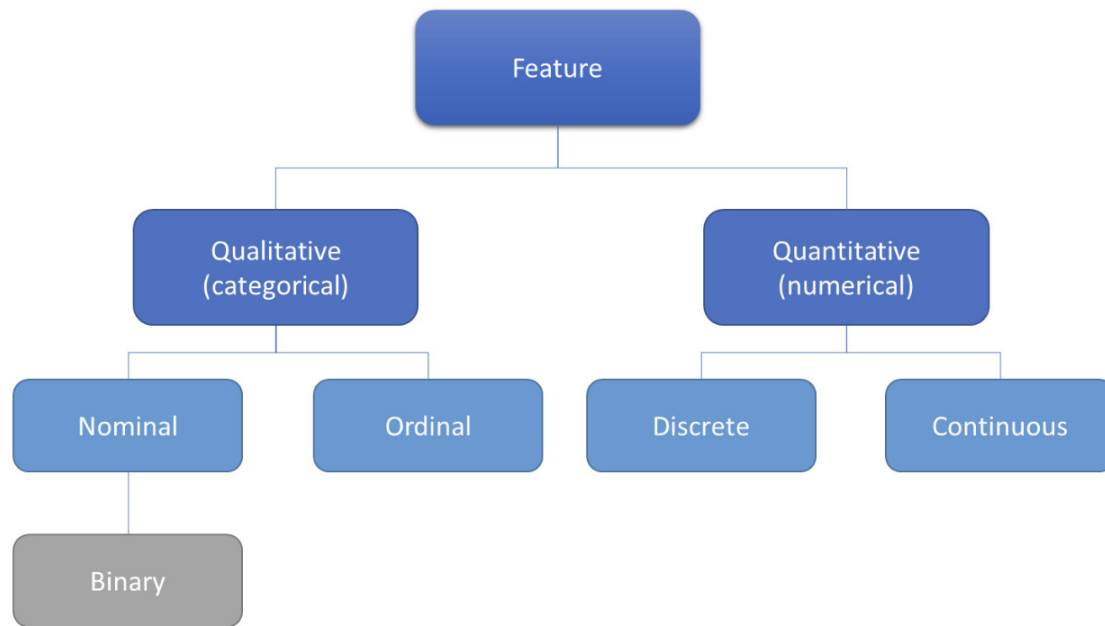 Feature
Qualitative
(categorical)
Quantitative
(numerical)
Nominal
Ordinal
Discrete
Continuous
Binary